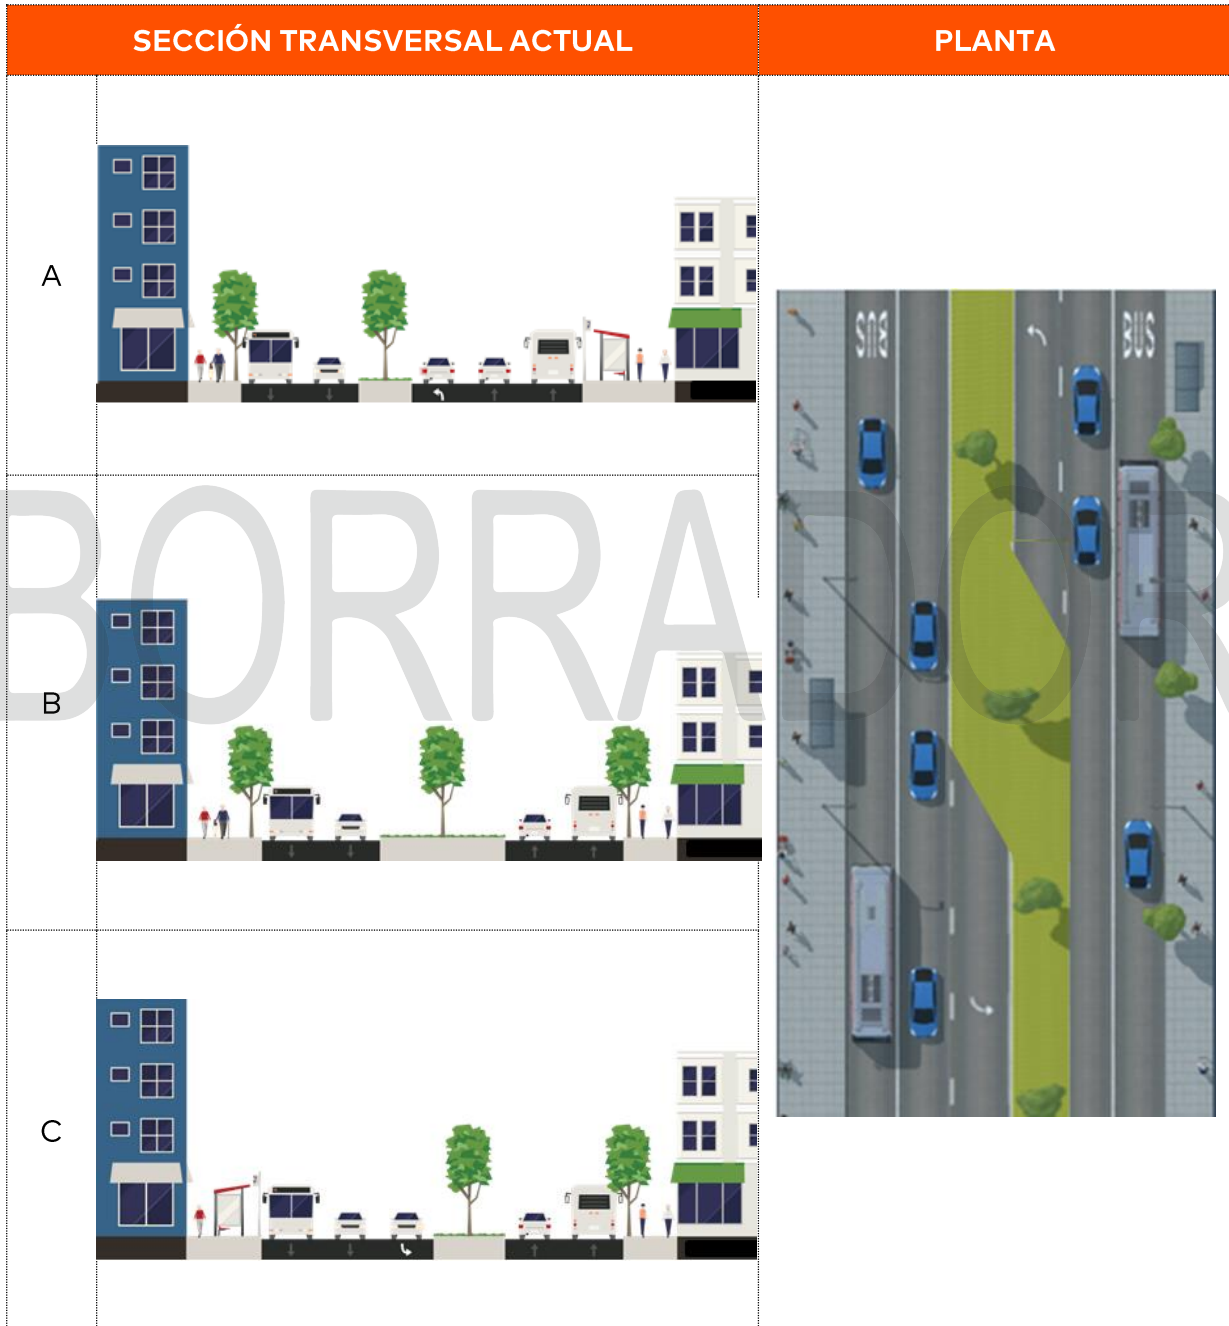 SECCIÓN TRANSVERSAL ACTUAL
PLANTA
A
BUS
BUS
BORRADOR
B
C